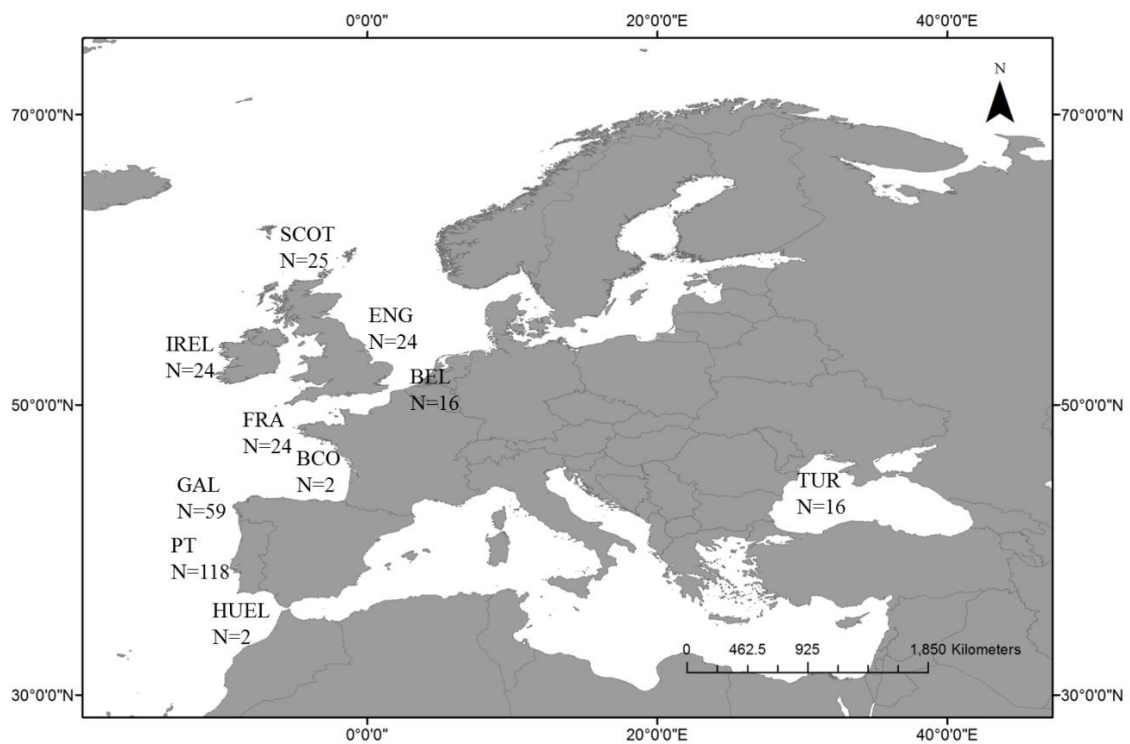 0°0'0"
20°0'0"E
40°0'0"E
N
70°0'0"N
70°0'0"N
SCOT
N=25
ENG
N=24
IREL
N=24
BEL
N=16
50°0'0"N
50°0'0"N
FRA
N=24
BCO
N=2
GAL
N=59
TUR
N=16
PT
N=118
HUEL
N=2
0
462.5
925
1,850 Kilometers
30°0'0"N
30°0'0"N
0°0'0"
20°0'0"E
40°0'0"E